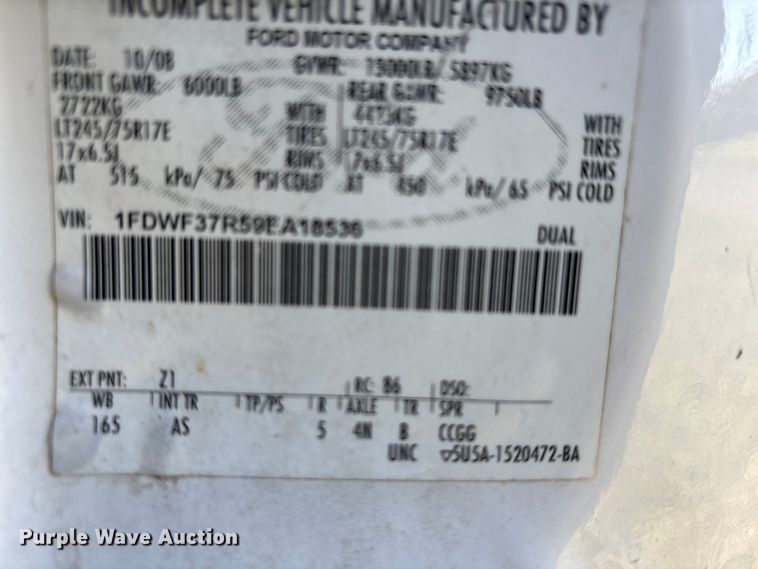 INCOMPLETE VEHICLE MANUFACTURED BY
FORD MOTOR COMPANY
DATE: 10/08 GVWR: 13000LB/ 5897KG
FRONT GAWR: 6000LB REAR GAWR: 9750LB
2722KG WITH 4423KG WITH
LT245/75R17E TIRES LT245/75R17E TIRES
17x6.5J RIMS 17x6.5J RIMS
AT 515 kPa/ 75 PSI COLD AT 450 kPa/ 65 PSI COLD
VIN: 1FDWF37R59EA18536 DUAL
EXT PNT: Z1 RC: 86 DSO:
WB INT TR TP/PS R AXLE TR SPR
165 AS 5 4N B CCGG
UNC 5U5A-1520472-BA
Purple Wave Auction